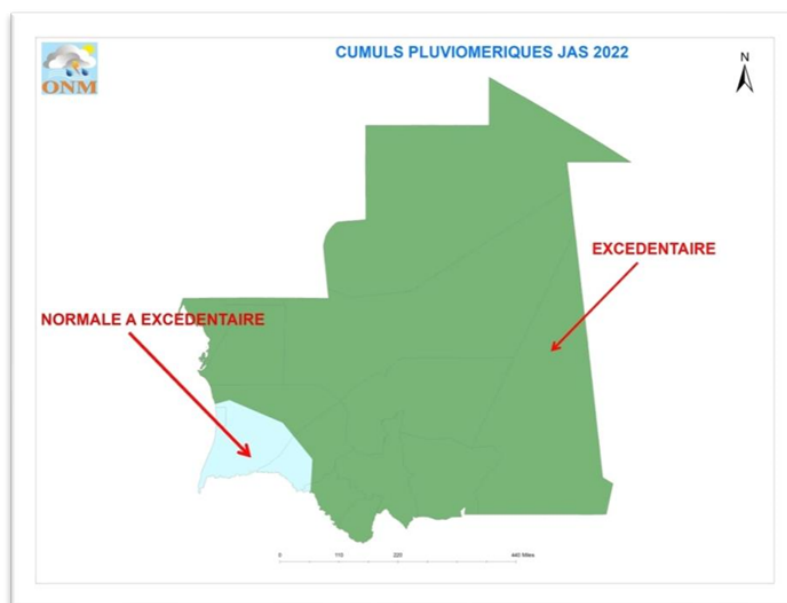 CUMULS PLUVIOMERIQUES JAS 2022
ONM
N
EXCEDENTAIRE
NORMALE A EXCEDENTAIRE
0 110 220 440 Miles